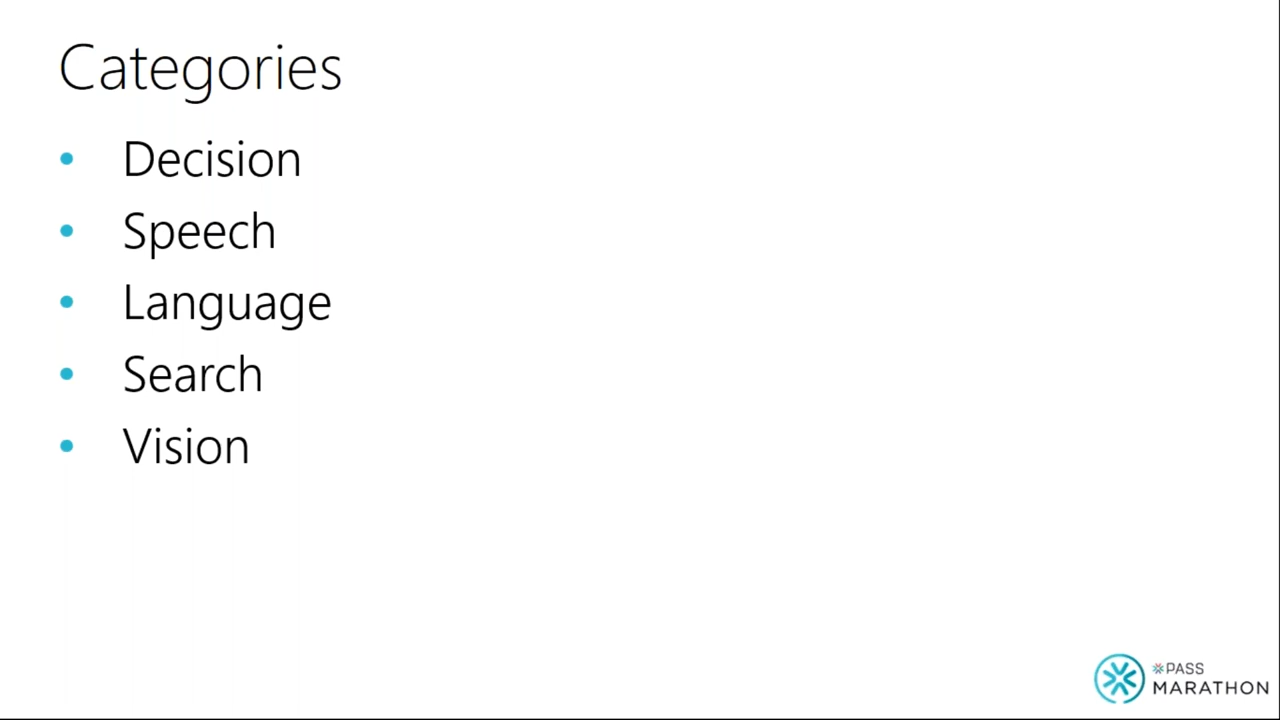 Categories
• Decision
• Speech
• Language
• Search
• Vision
PASS
MARATHON